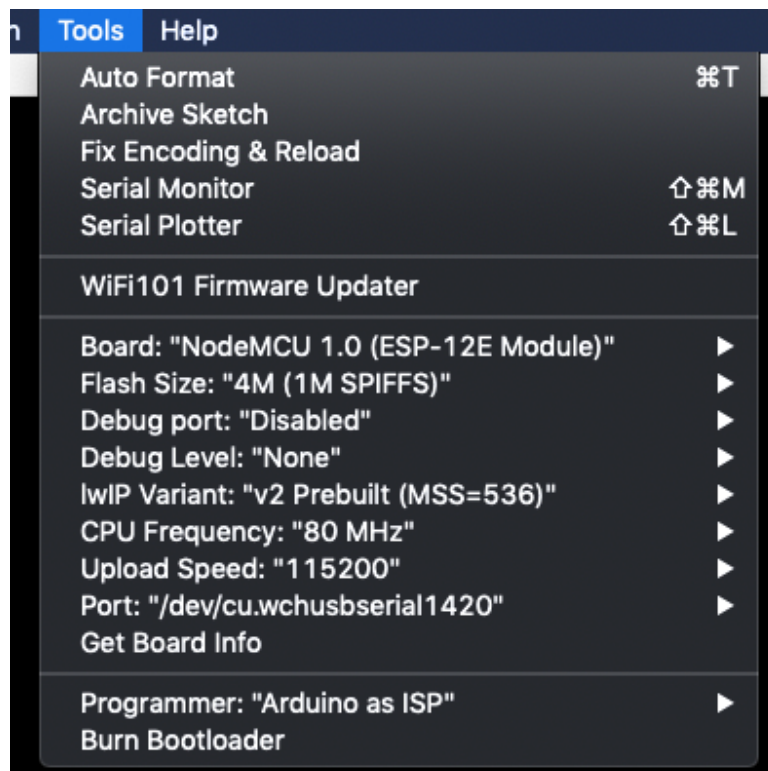 Tools Help
Auto Format ⌘T
Archive Sketch
Fix Encoding & Reload
Serial Monitor ⇧⌘M
Serial Plotter ⇧⌘L
WiFi101 Firmware Updater
Board: "NodeMCU 1.0 (ESP-12E Module)" ▶
Flash Size: "4M (1M SPIFFS)" ▶
Debug port: "Disabled" ▶
Debug Level: "None" ▶
lwIP Variant: "v2 Prebuilt (MSS=536)" ▶
CPU Frequency: "80 MHz" ▶
Upload Speed: "115200" ▶
Port: "/dev/cu.wchusbserial1420" ▶
Get Board Info
Programmer: "Arduino as ISP" ▶
Burn Bootloader